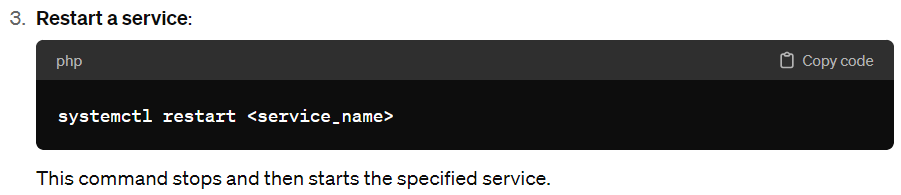 3. Restart a service:
php Copy code
systemctl restart <service_name>
This command stops and then starts the specified service.